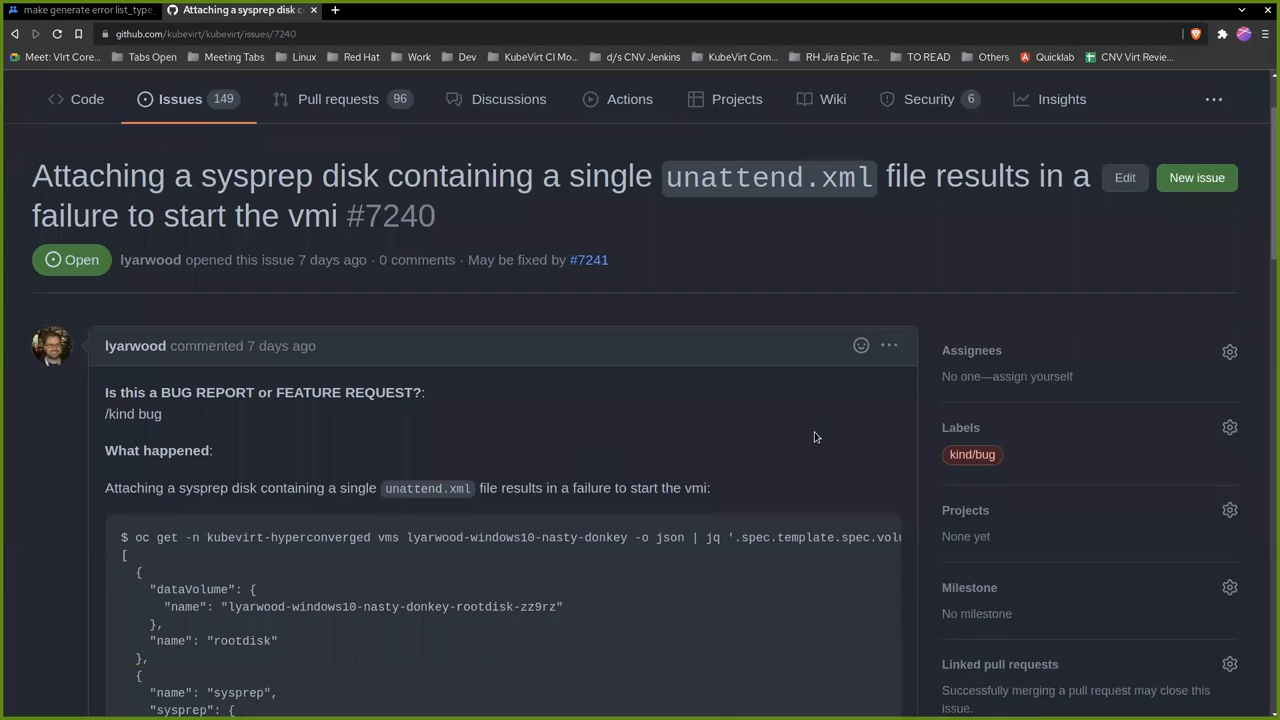 make generate error list_type
Attaching a sysprep disk c
github.com/kubevirt/kubevirt/issues/7240
Meet: VIrt Core...
Tabs Open
Meeting Tabs
Linux
Red Hat
Work
Dev
KubeVirt CI Mo...
d/s CNV Jenkins
KubeVirt Com...
RH Jira Epic Te...
TO READ
Others
Quicklab
CNV Virt Revie...
Code
Issues 149
Pull requests 96
Discussions
Actions
Projects
Wiki
Security 6
Insights
Attaching a sysprep disk containing a single unattend.xml file results in a
failure to start the vmi #7240
Edit
New issue
Open
lyarwood opened this issue 7 days ago · 0 comments · May be fixed by #7241
lyarwood commented 7 days ago
Is this a BUG REPORT or FEATURE REQUEST?:
/kind bug
What happened:
Attaching a sysprep disk containing a single unattend.xml file results in a failure to start the vmi:
$ oc get -n kubevirt-hyperconverged vms lyarwood-windows10-nasty-donkey -o json | jq '.spec.template.spec.volu
[
{
"dataVolume": {
"name": "lyarwood-windows10-nasty-donkey-rootdisk-zz9rz"
},
"name": "rootdisk"
},
{
"name": "sysprep",
"sysprep": {
Assignees
No one—assign yourself
Labels
kind/bug
Projects
None yet
Milestone
No milestone
Linked pull requests
Successfully merging a pull request may close this
issue.